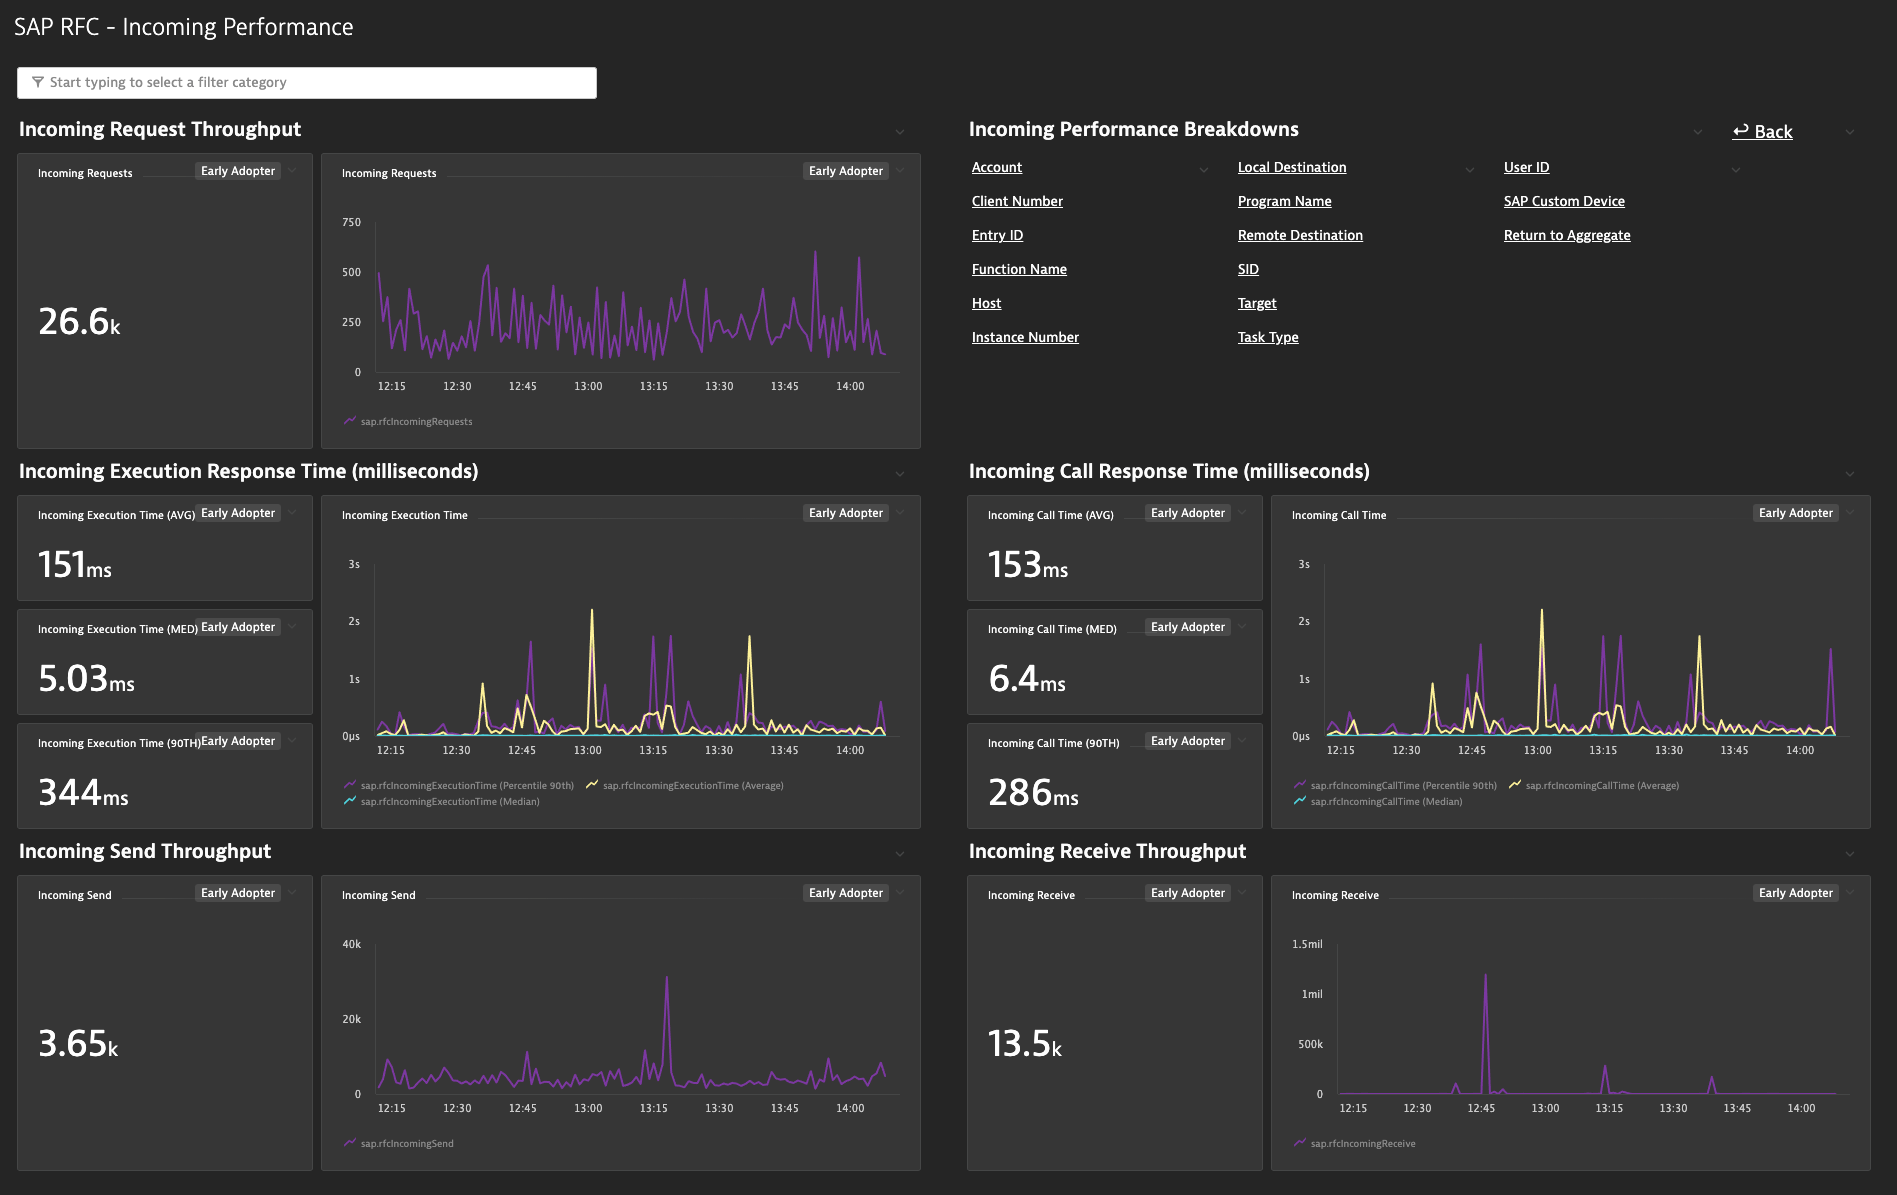 SAP RFC - Incoming Performance
Start typing to select a filter category
Incoming Request Throughput
Incoming Requests
Early Adopter
26.6k
Incoming Requests
Early Adopter
750
500
250
0
12:15 12:30 12:45 13:00 13:15 13:30 13:45 14:00
sap.rfcIncomingRequests
Incoming Performance Breakdowns
Back
Account
Client Number
Entry ID
Function Name
Host
Instance Number
Local Destination
Program Name
Remote Destination
SID
Target
Task Type
User ID
SAP Custom Device
Return to Aggregate
Incoming Execution Response Time (milliseconds)
Incoming Execution Time (AVG)
Early Adopter
151ms
Incoming Execution Time (MED)
Early Adopter
5.03ms
Incoming Execution Time (90TH)
Early Adopter
344ms
Incoming Execution Time
Early Adopter
3s
2s
1s
0µs
12:15 12:30 12:45 13:00 13:15 13:30 13:45 14:00
sap.rfcIncomingExecutionTime (Percentile 90th) sap.rfcIncomingExecutionTime (Average)
sap.rfcIncomingExecutionTime (Median)
Incoming Call Response Time (milliseconds)
Incoming Call Time (AVG)
Early Adopter
153ms
Incoming Call Time (MED)
Early Adopter
6.4ms
Incoming Call Time (90TH)
Early Adopter
286ms
Incoming Call Time
Early Adopter
3s
2s
1s
0µs
12:15 12:30 12:45 13:00 13:15 13:30 13:45 14:00
sap.rfcIncomingCallTime (Percentile 90th) sap.rfcIncomingCallTime (Average)
sap.rfcIncomingCallTime (Median)
Incoming Send Throughput
Incoming Send
Early Adopter
3.65k
Incoming Send
Early Adopter
40k
20k
0
12:15 12:30 12:45 13:00 13:15 13:30 13:45 14:00
sap.rfcIncomingSend
Incoming Receive Throughput
Incoming Receive
Early Adopter
13.5k
Incoming Receive
Early Adopter
1.5mil
1mil
500k
0
12:15 12:30 12:45 13:00 13:15 13:30 13:45 14:00
sap.rfcIncomingReceive